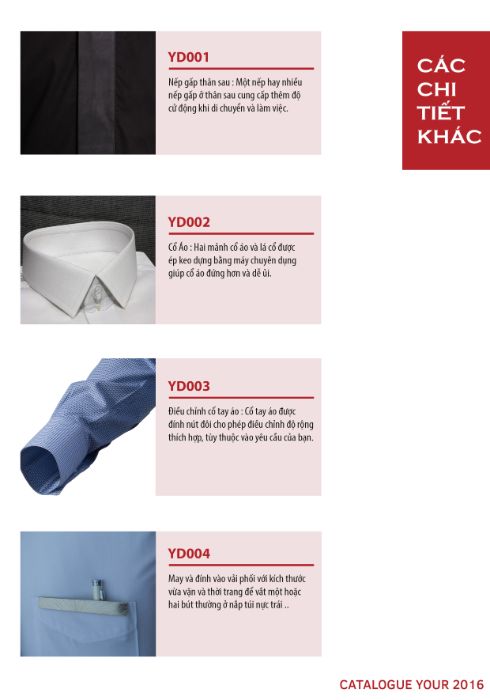 CÁC
CHI
TIẾT
KHÁC
YD001
Nếp gấp thân sau : Một nếp hay nhiều
nếp gấp ở thân sau cung cấp thêm độ
cử động khi di chuyển và làm việc.
YD002
Cổ Áo : Hai mảnh cổ áo và lá cổ được
ép keo dựng bằng máy chuyên dụng
giúp cổ áo đứng hơn và dễ ủi.
YD003
Điều chỉnh cổ tay áo : Cổ tay áo được
đính nút đôi cho phép điều chỉnh độ rộng
thích hợp, tùy thuộc vào yêu cầu của bạn.
YD004
May và đính vào vải phối với kích thước
vừa vặn và thời trang để vắt một hoặc
hai bút thường ở nắp túi nực trái . .
CATALOGUE YOUR 2016